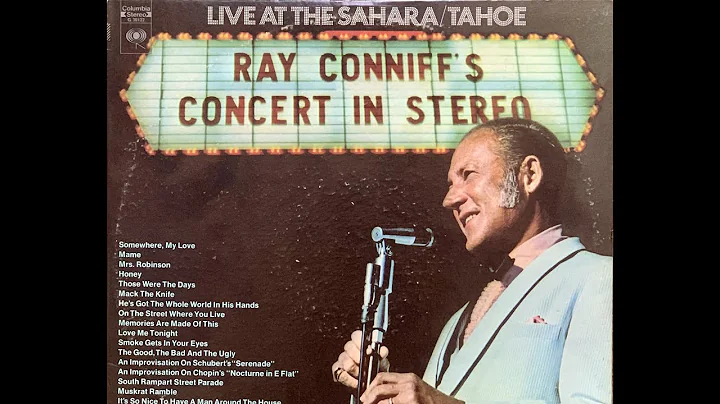 Columbia
Stereo
LIVE AT THE SAHARA/TAHOE
RAY CONNIFF'S
CONCERT IN STEREO
Somewhere, My Love
Mame
Mrs. Robinson
Honey
Those Were The Days
Mack The Knife
He's Got The Whole World In His Hands
On The Street Where You Live
Memories Are Made Of This
Love Me Tonight
Smoke Gets In Your Eyes
The Good, The Bad And The Ugly
An Improvisation On Schubert's "Serenade"
An Improvisation On Chopin's "Nocturne in E Flat"
South Rampart Street Parade
Muskrat Ramble
It's So Nice To Have A Man Around The House